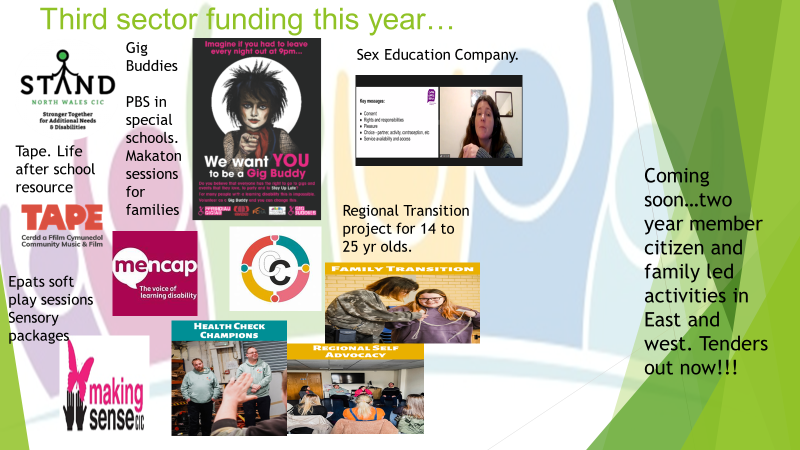 Third sector funding this year…
STAND
NORTH WALES CIC
Stronger Together
for Additional Needs
& Disabilities
Gig
Buddies
PBS in
special
schools.
Makaton
sessions
for
families
Imagine if you had to leave
every night out at 9pm...
We want YOU
to be a Gig Buddy
Sex Education Company.
Key messages:
Consent
Rights and responsibilities
Pleasure
Choice - partner, activity, contraception, etc
Service availability and access
Tape. Life
after school
resource
TAPE
Cerdd a Ffilm Cymunedol
Community Music & Film
mencap
The voice of
learning disability
Regional Transition
project for 14 to
25 yr olds.
FAMILY TRANSITION
Epats soft
play sessions
Sensory
packages
making
sense CIC
HEALTH CHECK
CHAMPIONS
REGIONAL SELF
ADVOCACY
Coming
soon…two
year member
citizen and
family led
activities in
East and
west. Tenders
out now!!!